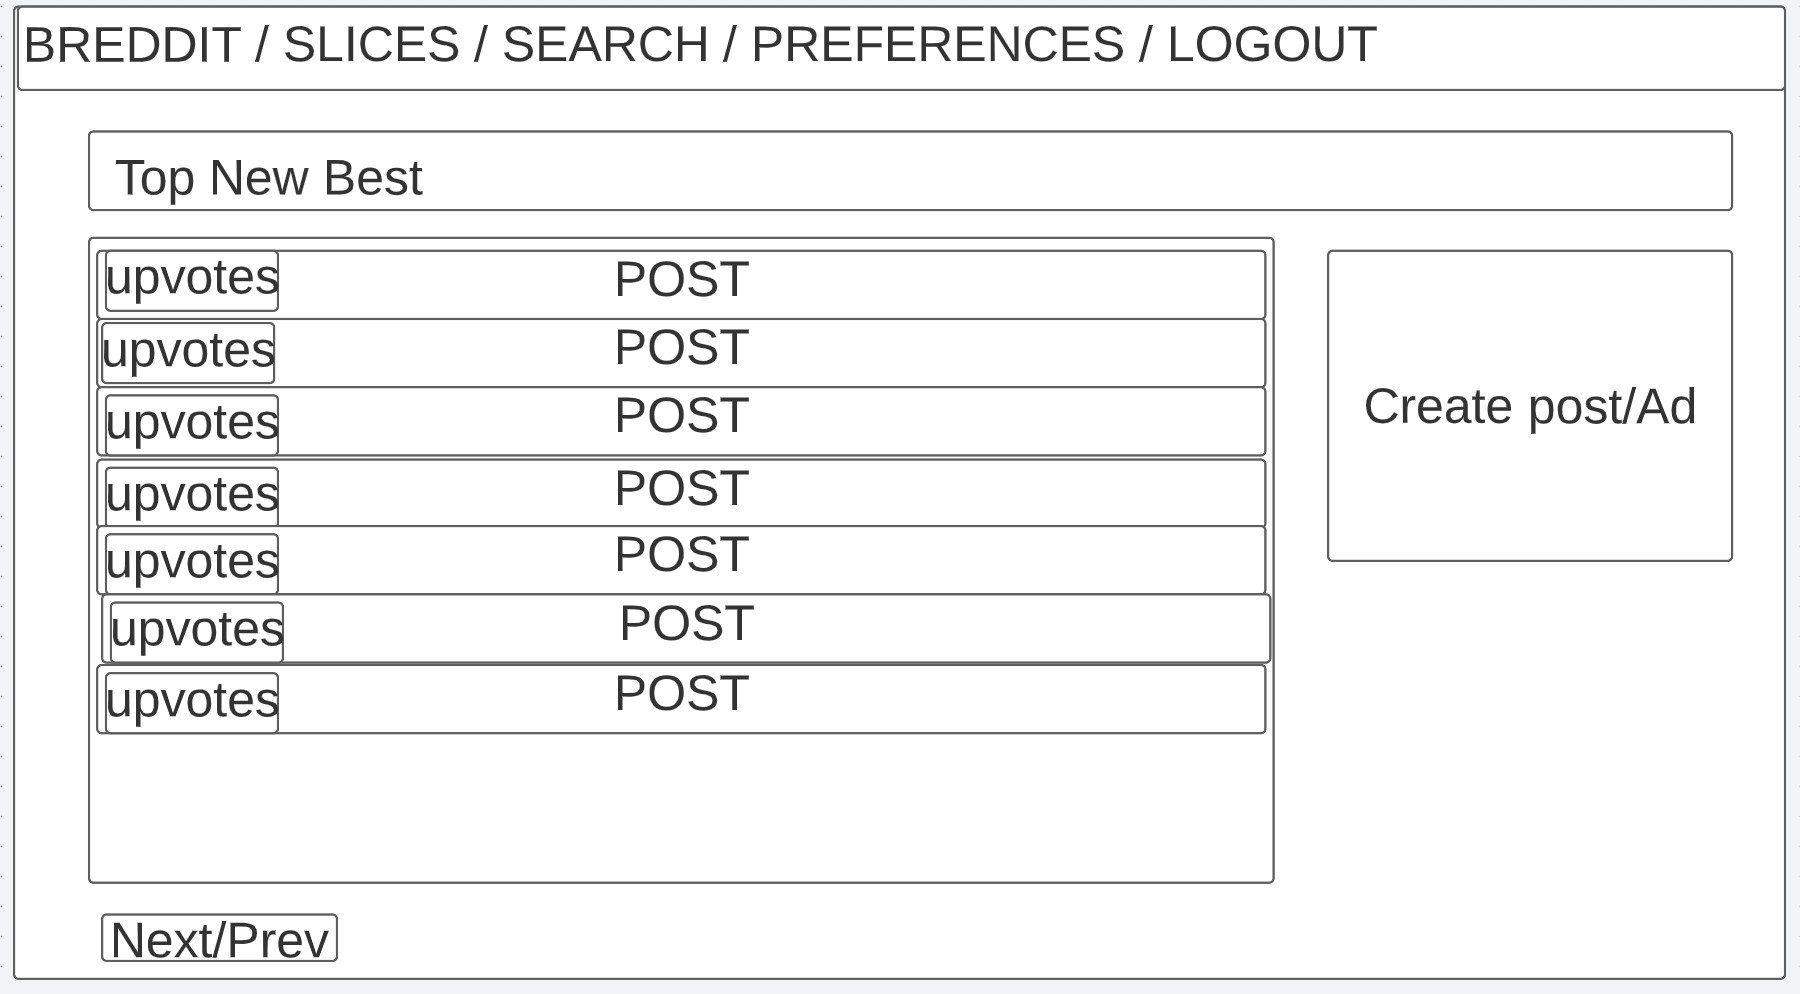 BREDDIT / SLICES / SEARCH / PREFERENCES / LOGOUT
Top New Best
upvotes POST
upvotes POST
upvotes POST
upvotes POST
upvotes POST
upvotes POST
upvotes POST
Create post/Ad
Next/Prev